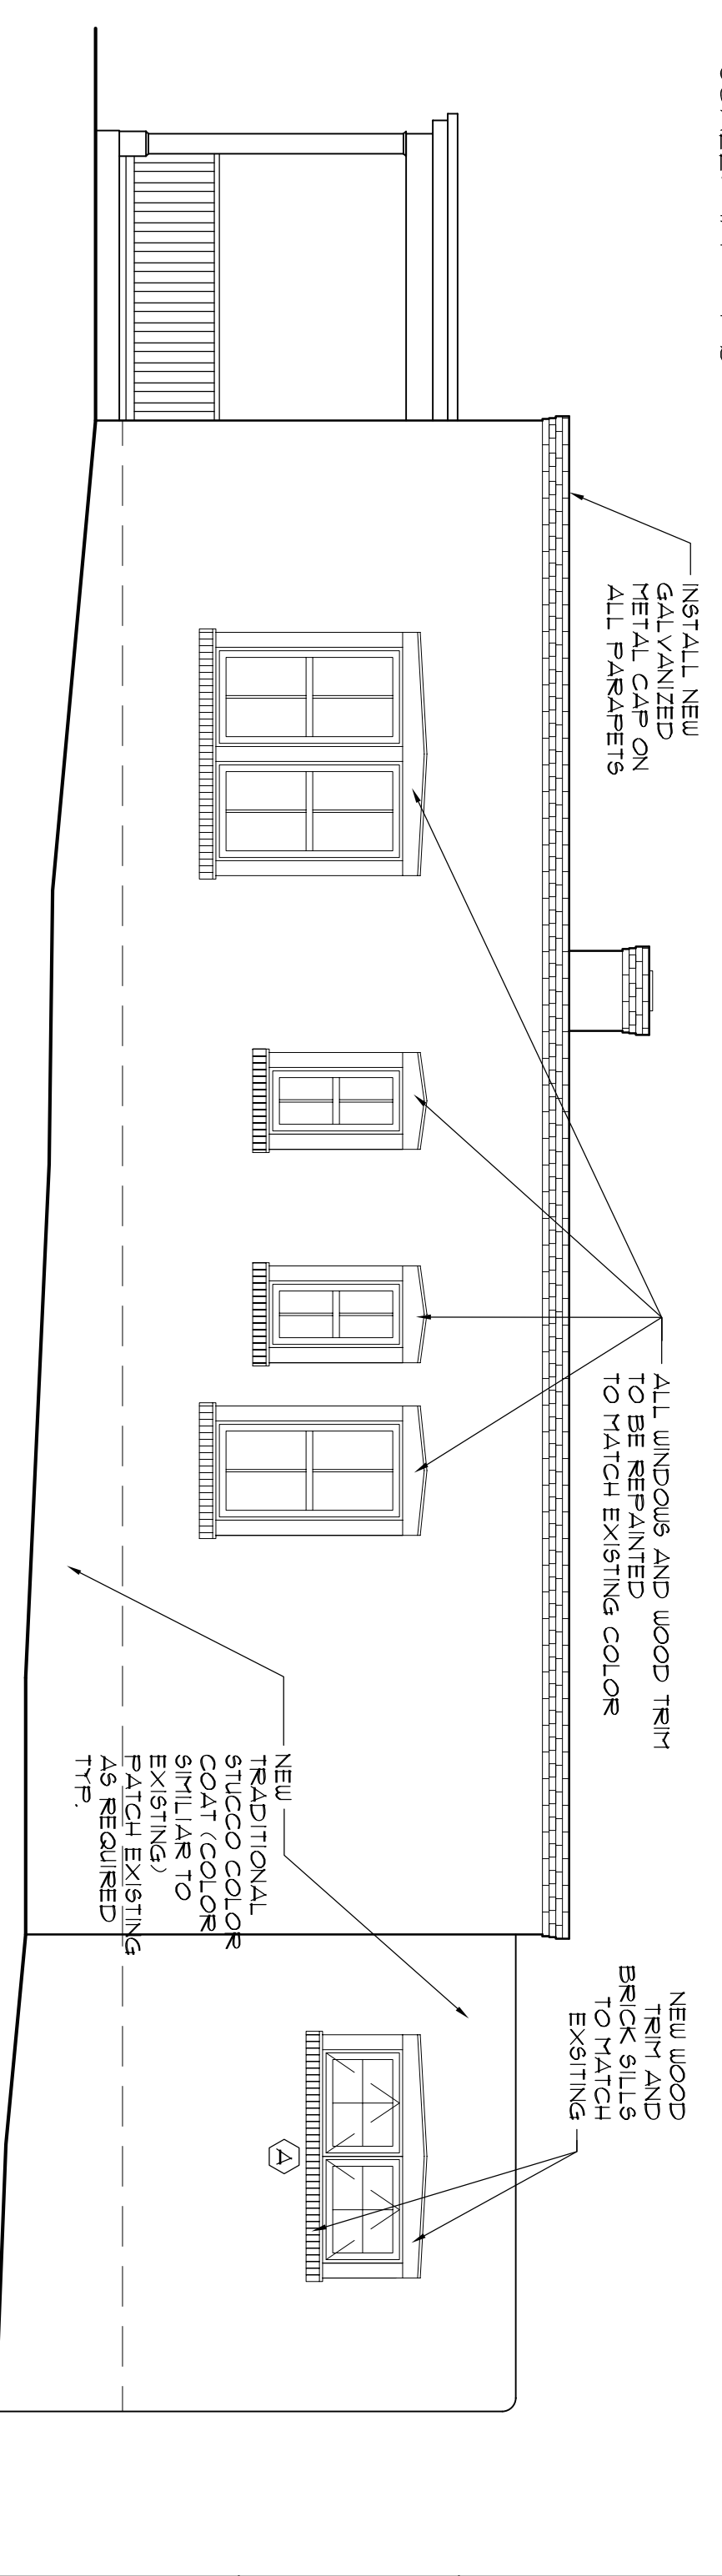 INSTALL NEW
GALVANIZED
METAL CAP ON
ALL PARAPETS
ALL WINDOWS AND WOOD TRIM
TO BE REPAINTED
TO MATCH EXISTING COLOR
NEW
TRADITIONAL
STUCCO COLOR
COAT (COLOR
SIMILIAR TO
EXISTING)
PATCH EXISTING
AS REQUIRED
TYP.
NEW WOOD
TRIM AND
BRICK SILLS
TO MATCH
EXSITING
A